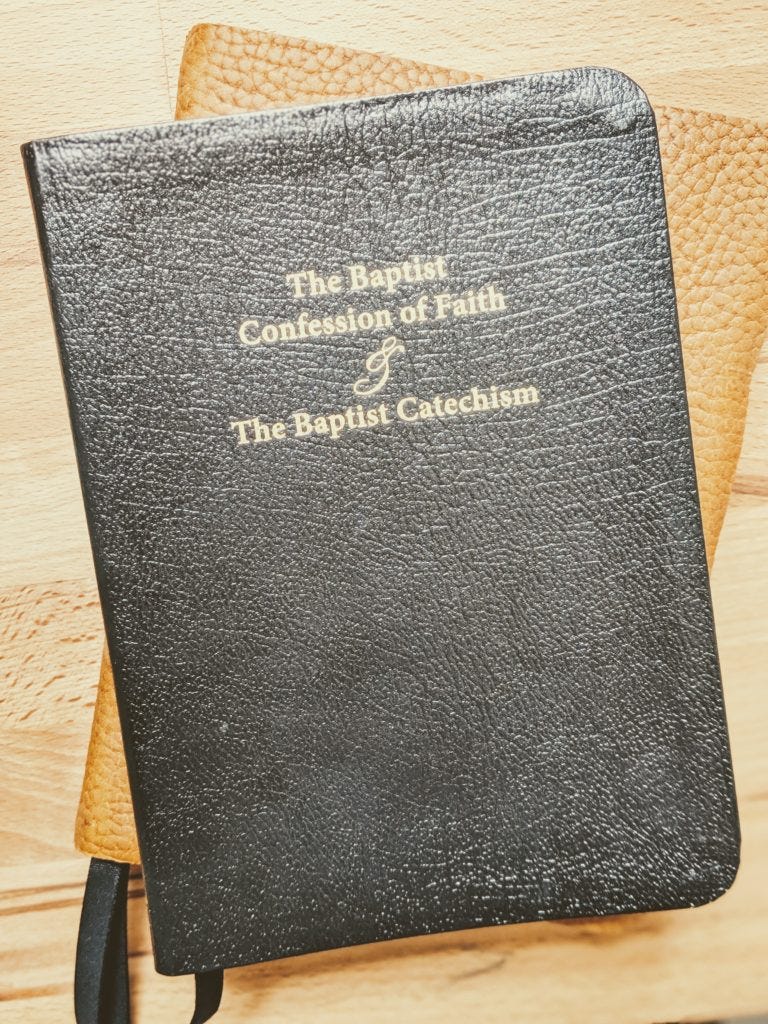 The Baptist
Confession of Faith
&
The Baptist Catechism